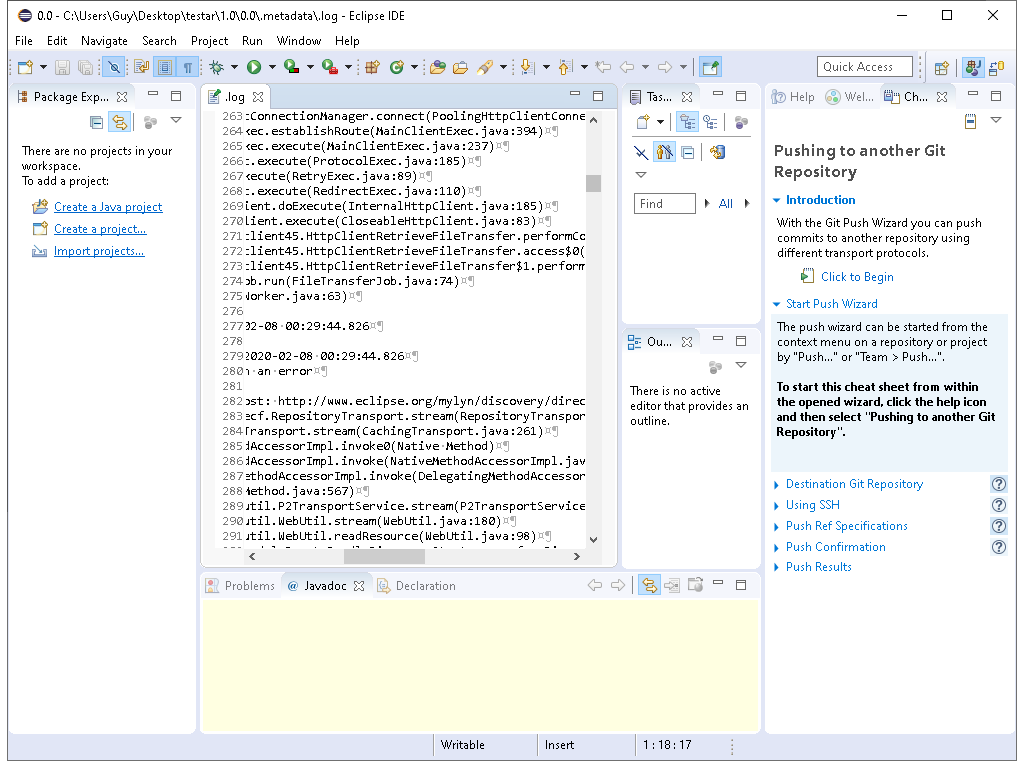 0.0 - C:\Users\Guy\Desktop\testar\1.0\0.0\.metadata\.log - Eclipse IDE
File Edit Navigate Search Project Run Window Help
Quick Access
Package Exp...
There are no projects in your
workspace.
To add a project:
Create a Java project
Create a project...
Import projects...
.log
263 :ConnectionManager.connect(PoolingHttpClientConne
264 xec.establishRoute(MainClientExec.java:394)¤¶
265 xec.execute(MainClientExec.java:237)¤¶
266 :.execute(ProtocolExec.java:185)¤¶
267 execute(RetryExec.java:89)¤¶
268 :.execute(RedirectExec.java:110)¤¶
269 ient.doExecute(InternalHttpClient.java:185)¤¶
270 lient.execute(CloseableHttpClient.java:83)¤¶
271 :lient45.HttpClientRetrieveFileTransfer.performCo
272 :lient45.HttpClientRetrieveFileTransfer.access$0(
273 :lient45.HttpClientRetrieveFileTransfer$1.perform
274 ob.run(FileTransferJob.java:74)¤¶
275 Worker.java:63)¤¶
276
277 02-08·00:29:44.826¤¶
278
279 2020-02-08·00:29:44.826¤¶
280 n·an·error¤¶
281
282 ost:·http://www.eclipse.org/mylyn/discovery/direc
283 ecf.RepositoryTransport.stream(RepositoryTranspor
284 Transport.stream(CachingTransport.java:261)¤¶
285 dAccessorImpl.invoke0(Native·Method)¤¶
286 dAccessorImpl.invoke(NativeMethodAccessorImpl.jav
287 ethodAccessorImpl.invoke(DelegatingMethodAccessor
288 Method.java:567)¤¶
289 util.P2TransportService.stream(P2TransportService
290 util.WebUtil.stream(WebUtil.java:180)¤¶
291 util.WebUtil.readResource(WebUtil.java:98)¤¶
Tas...
Find
All
Ou...
There is no active
editor that provides an
outline.
Help Wel... Ch...
Pushing to another Git
Repository
Introduction
With the Git Push Wizard you can push
commits to another repository using
different transport protocols.
Click to Begin
Start Push Wizard
The push wizard can be started from the
context menu on a repository or project
by "Push..." or "Team > Push...".
To start this cheat sheet from within
the opened wizard, click the help icon
and then select "Pushing to another Git
Repository".
Destination Git Repository
Using SSH
Push Ref Specifications
Push Confirmation
Push Results
Problems @ Javadoc Declaration
Writable Insert 1 : 18 : 17